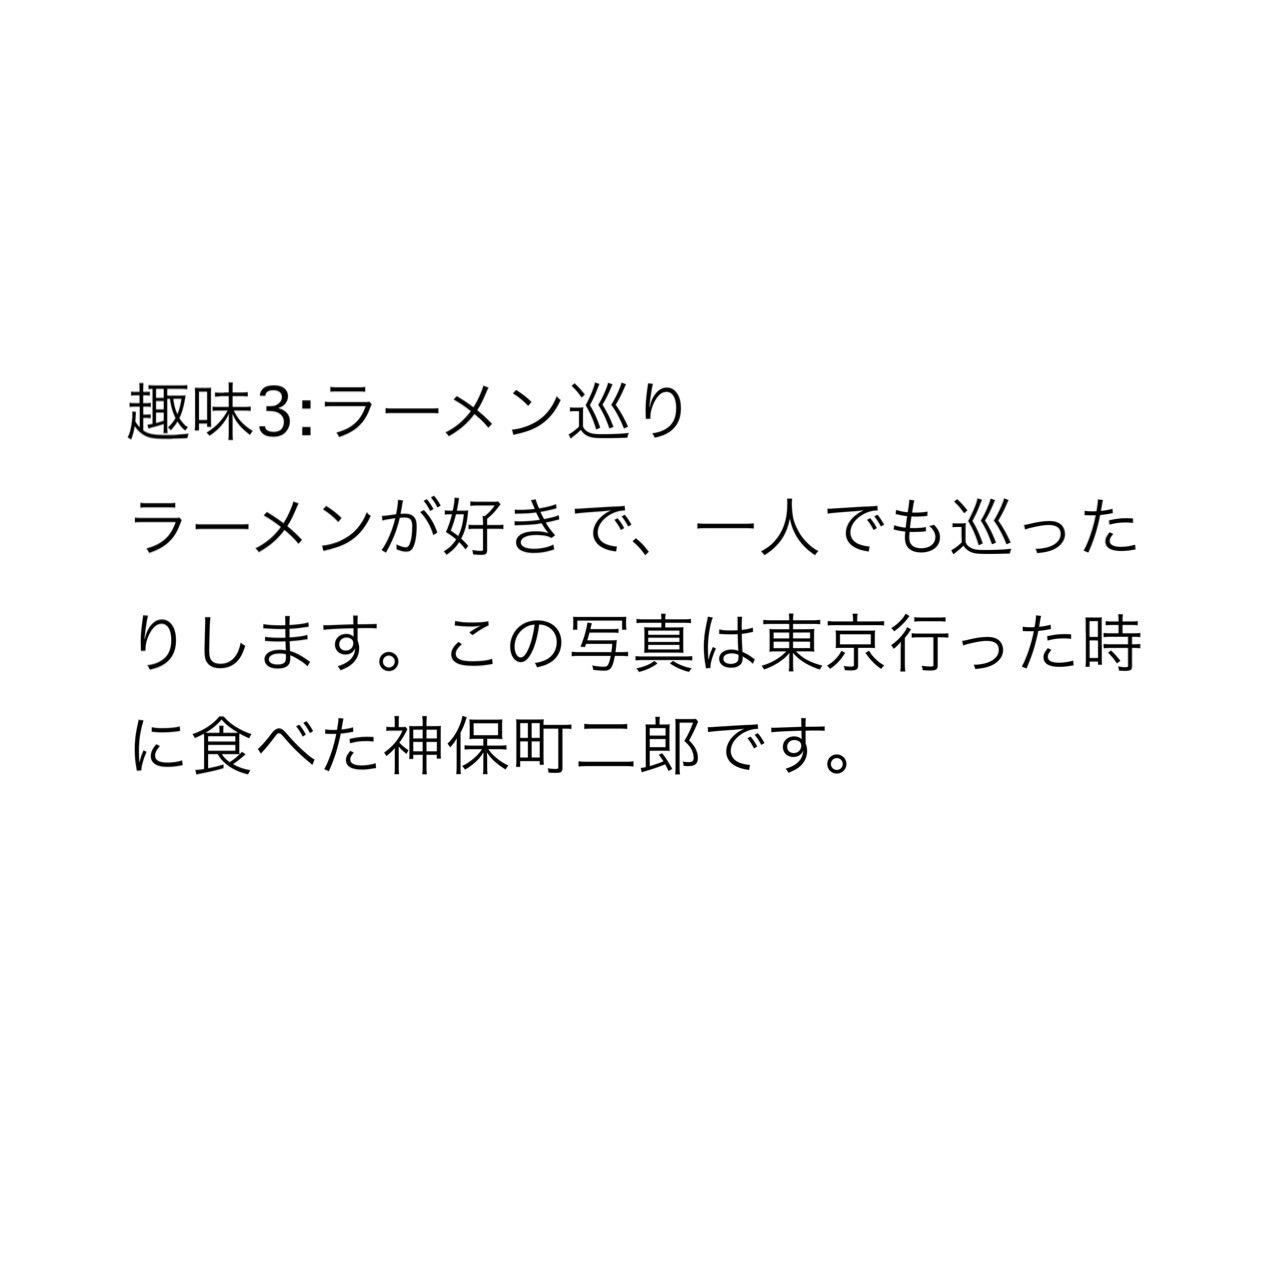 趣味3:ラーメン巡り
ラーメンが好きで、一人でも巡った
りします。この写真は東京行った時
に食べた神保町二郎です。